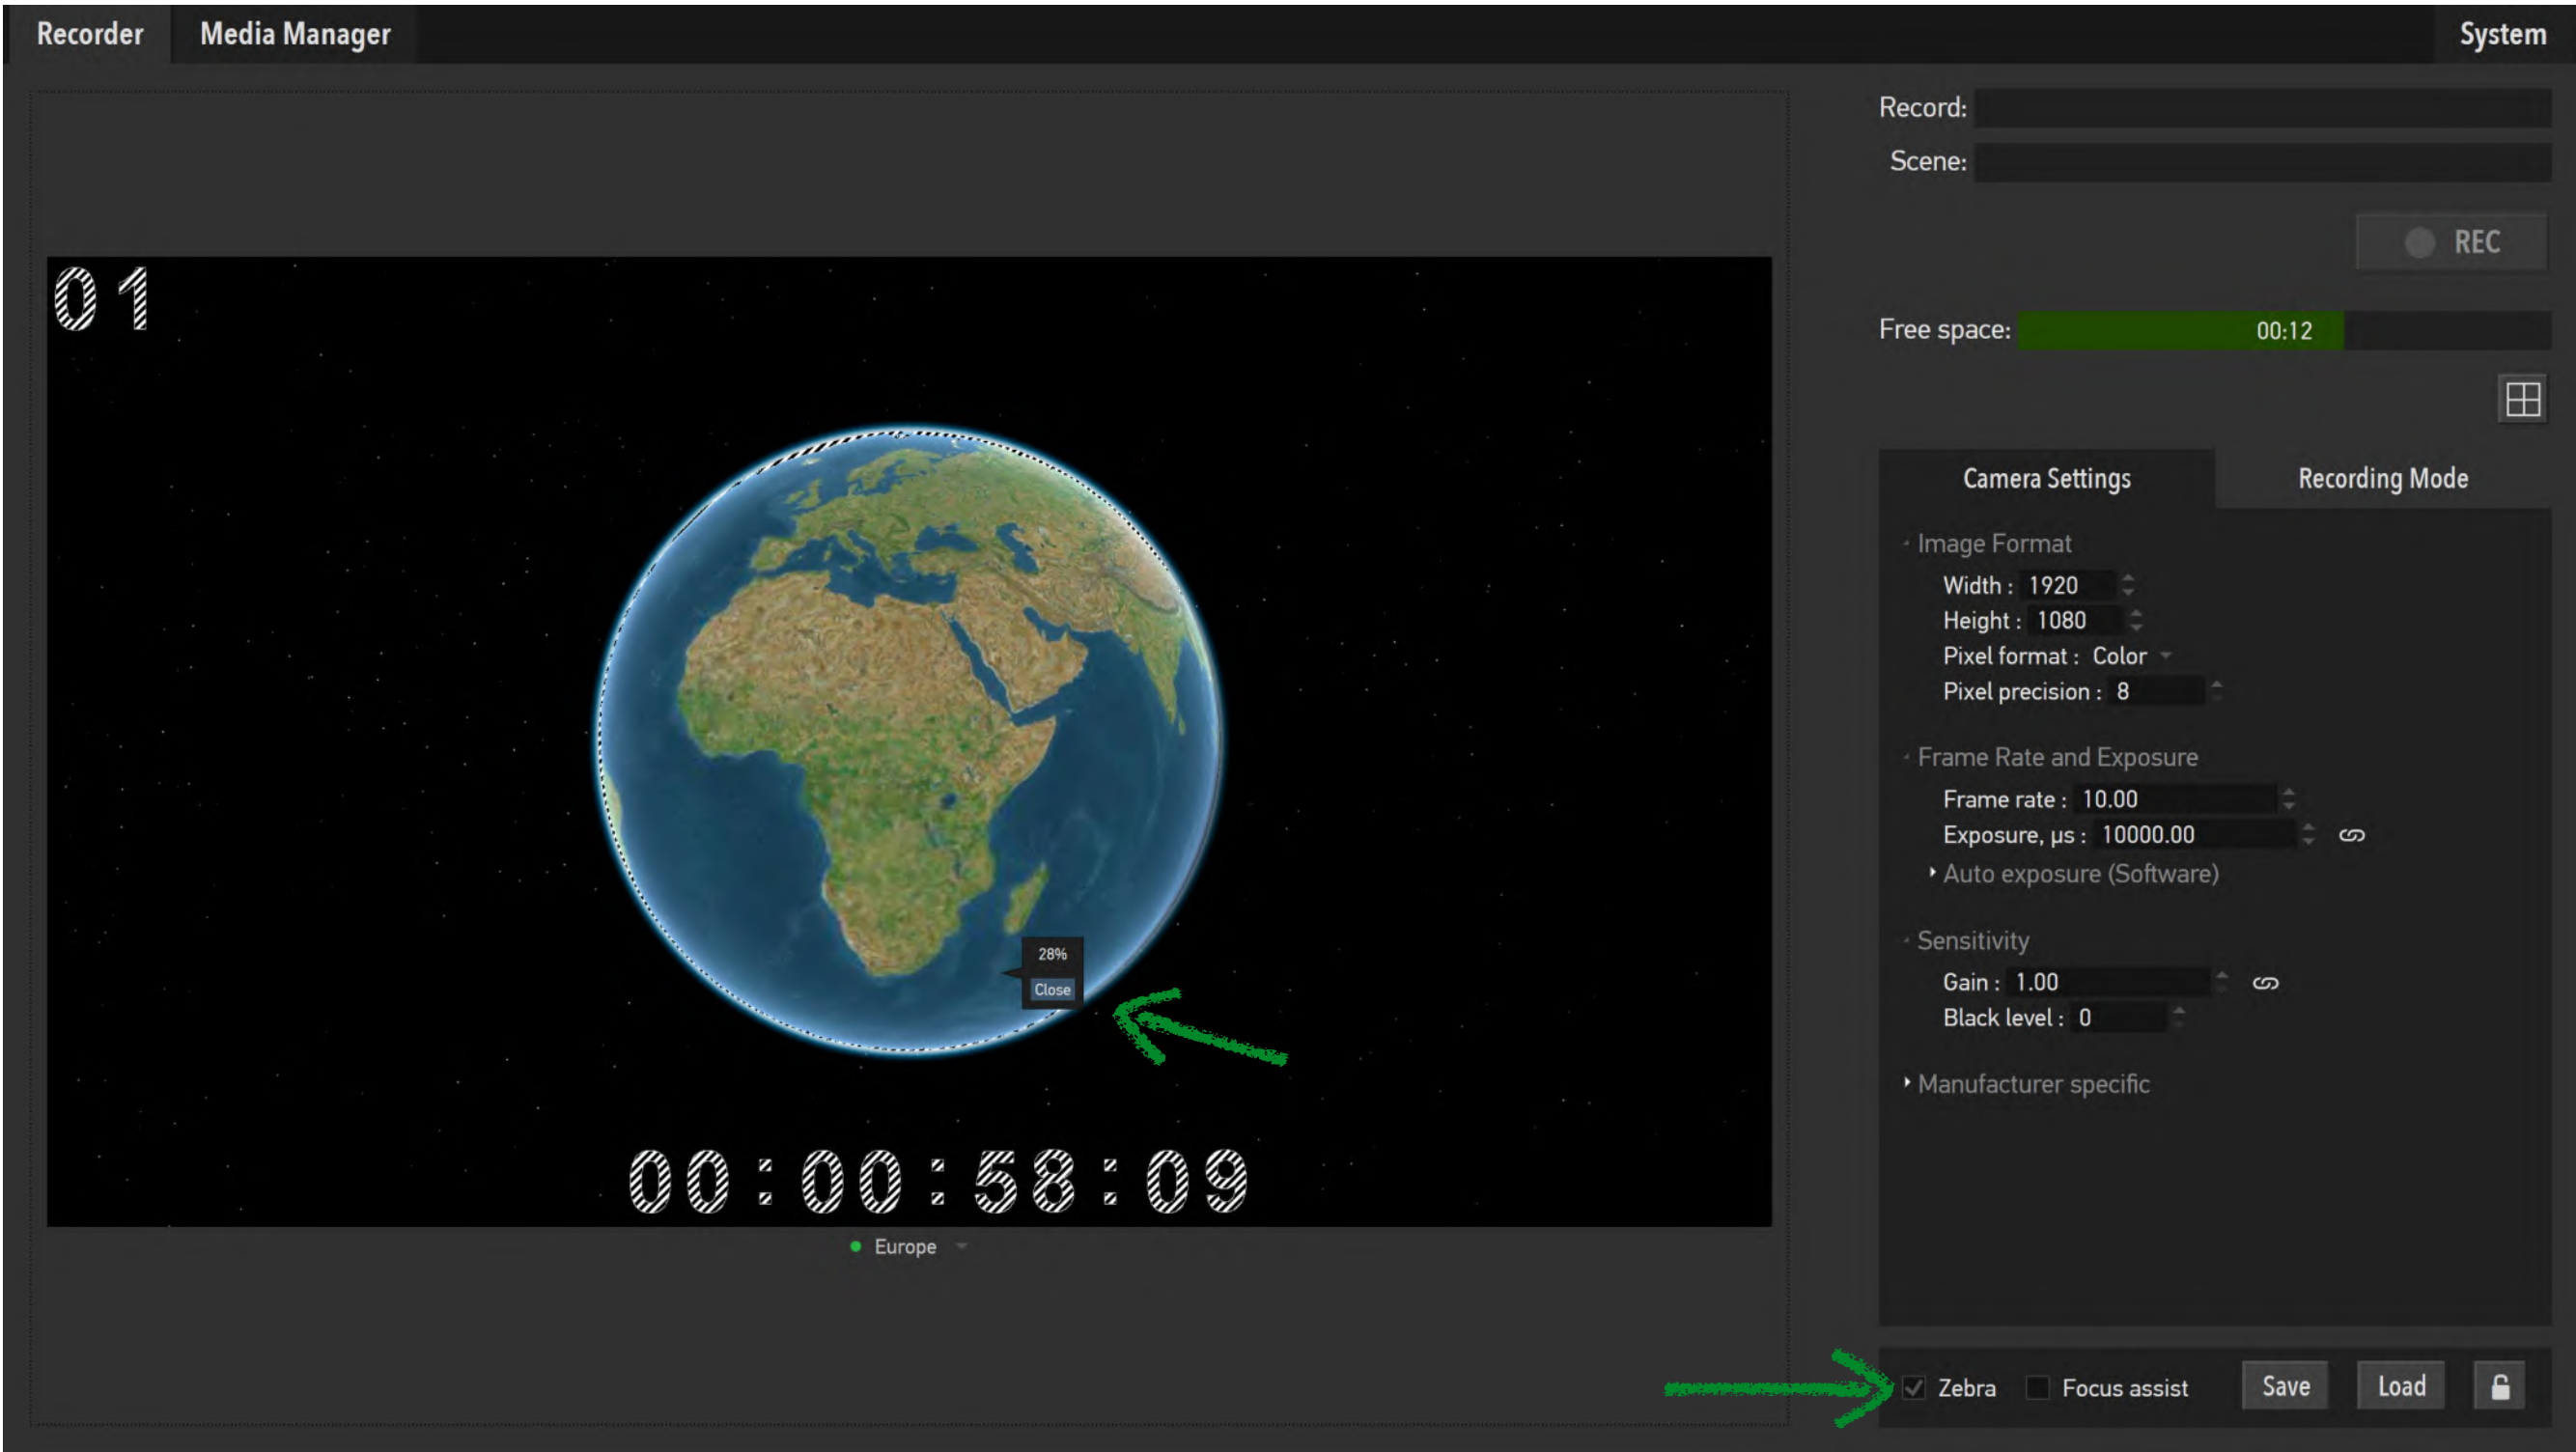 Recorder
Media Manager
System
Record:
Scene:
REC
01
Free space: 00:12
Camera Settings
Recording Mode
Image Format
Width : 1920
Height : 1080
Pixel format : Color
Pixel precision : 8
Frame Rate and Exposure
Frame rate : 10.00
Exposure, µs : 10000.00
Auto exposure (Software)
Sensitivity
Gain : 1.00
Black level : 0
Manufacturer specific
28%
Close
00:00:58:09
Europe
Zebra
Focus assist
Save
Load